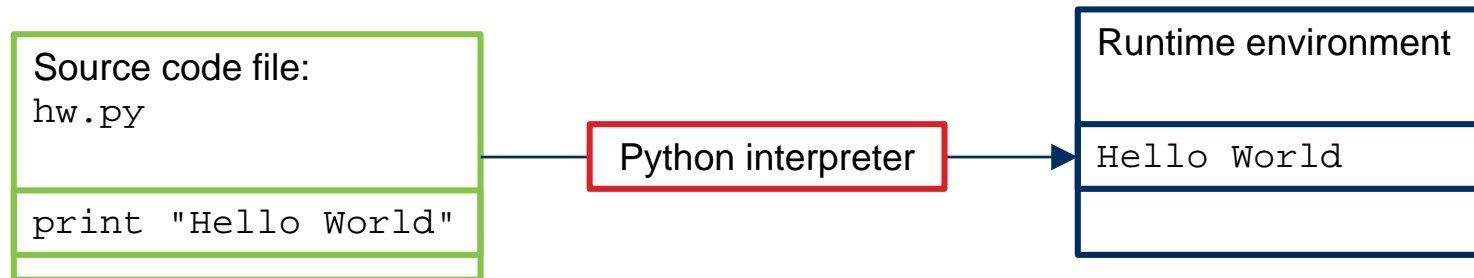 Source code file:
hw.py
print "Hello World"
Python interpreter
Runtime environment
Hello World